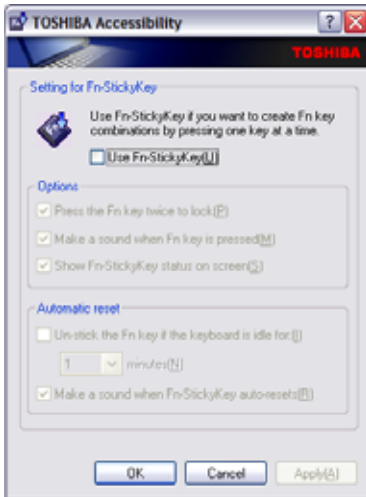 TOSHIBA Accessibility
TOSHIBA
Setting for Fn-StickyKey
Use Fn-StickyKey if you want to create Fn key
combinations by pressing one key at a time.
Use Fn-StickyKey(U)
Options
Press the Fn key twice to lock(P)
Make a sound when Fn key is pressed(M)
Show Fn-StickyKey status on screen(S)
Automatic reset
Un-stick the Fn key if the keyboard is idle for:(I)
1 minutes(N)
Make a sound when Fn-StickyKey auto-resets(R)
OK Cancel Apply(A)